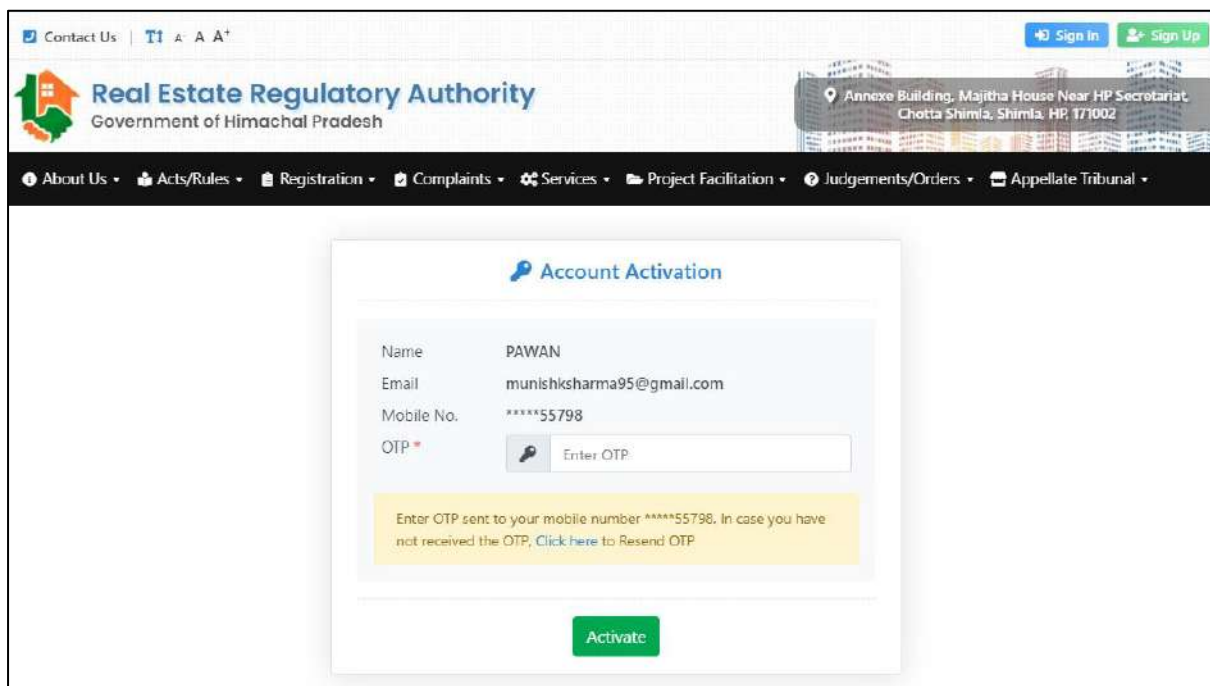 Contact Us | TI A- A A+
Sign In Sign Up
Real Estate Regulatory Authority
Government of Himachal Pradesh
Annexe Building, Majitha House Near HP Secretariat,
Chotta Shimla, Shimla, HP, 171002
About Us Acts/Rules Registration Complaints Services Project Facilitation Judgements/Orders Appellate Tribunal
Account Activation
Name PAWAN
Email munishksharma95@gmail.com
Mobile No. *****55798
OTP * Enter OTP
Enter OTP sent to your mobile number *****55798. In case you have
not received the OTP, Click here to Resend OTP
Activate